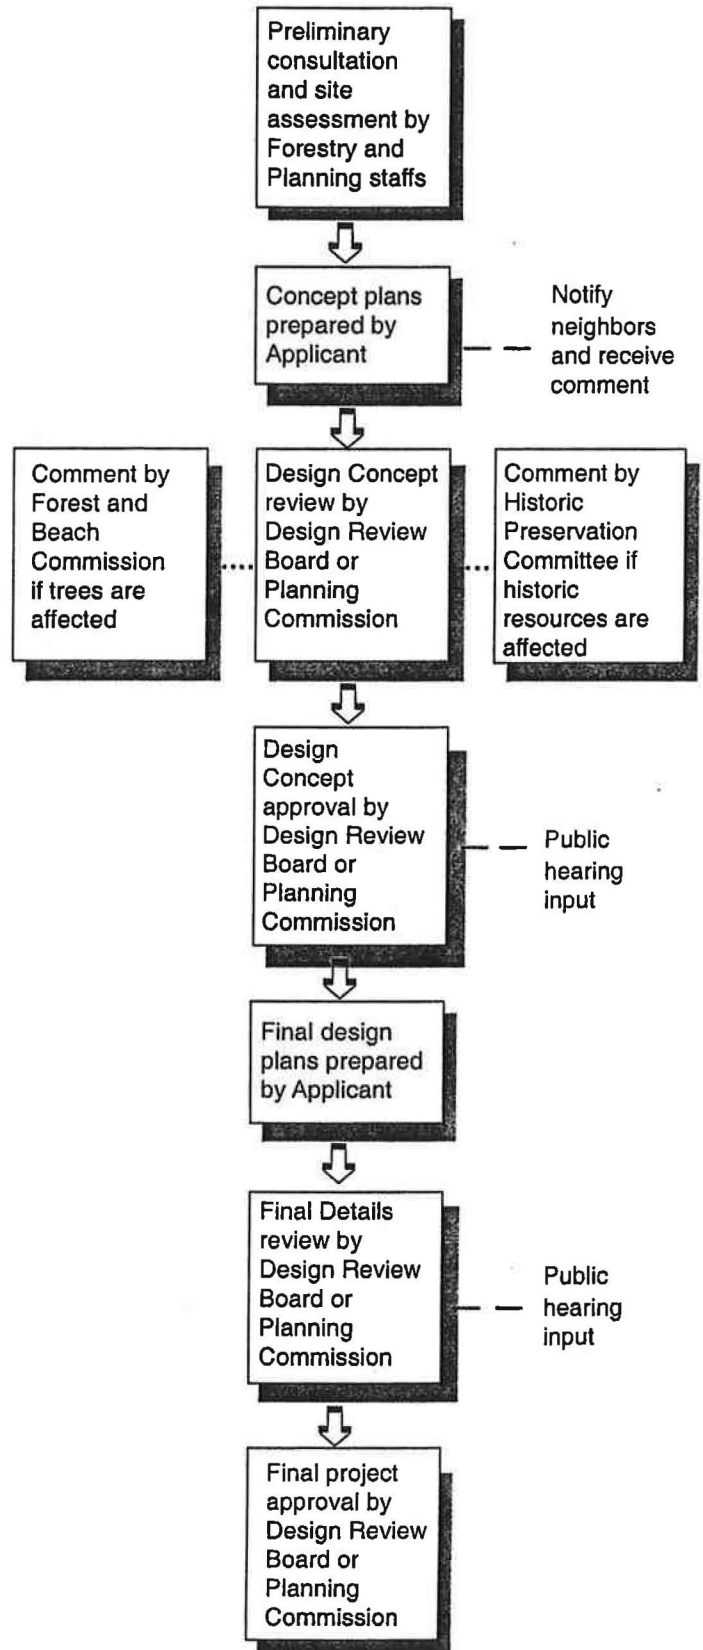 Preliminary
consultation
and site
assessment by
Forestry and
Planning staffs
Concept plans
prepared by
Applicant
Notify
neighbors
and receive
comment
Comment by
Forest and
Beach
Commission
if trees are
affected
Design Concept
review by
Design Review
Board or
Planning
Commission
Comment by
Historic
Preservation
Committee if
historic
resources are
affected
Design
Concept
approval by
Design Review
Board or
Planning
Commission
Public
hearing
input
Final design
plans prepared
by Applicant
Final Details
review by
Design Review
Board or
Planning
Commission
Public
hearing
input
Final project
approval by
Design Review
Board or
Planning
Commission